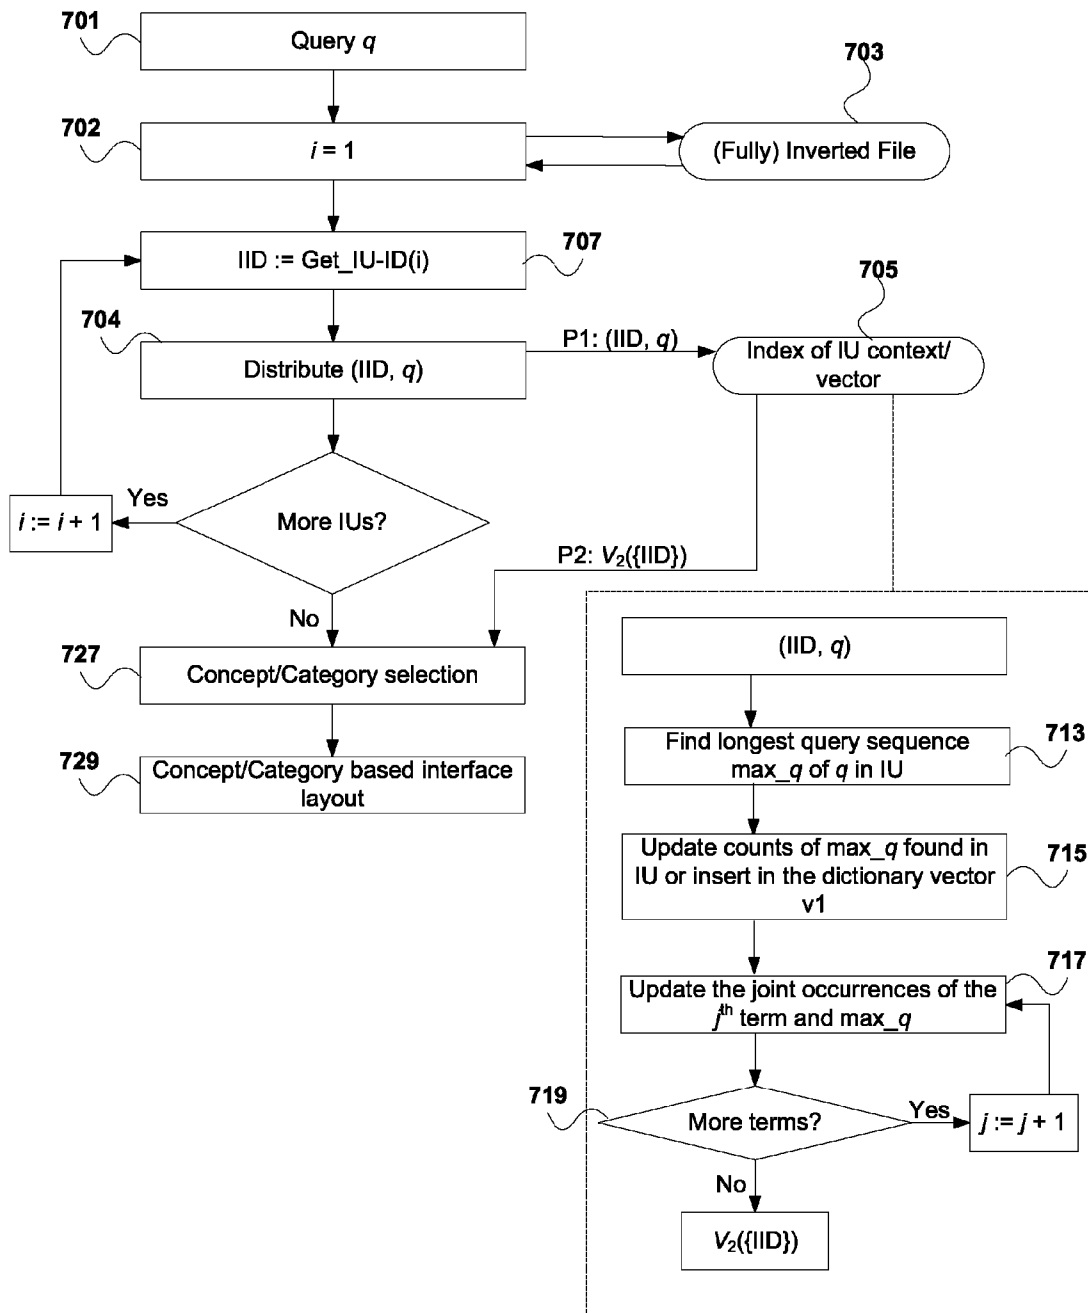 701
Query q
703
702
i = 1
(Fully) Inverted File
IID := Get_IU-ID(i)
707
705
704
P1: (IID, q)
Distribute (IID, q)
Index of IU context/
vector
Yes
i := i + 1
More IUs?
P2: V2({IID})
No
727
Concept/Category selection
729
Concept/Category based interface
layout
(IID, q)
Find longest query sequence
max_q of q in IU
713
Update counts of max_q found in
IU or insert in the dictionary vector
v1
715
717
Update the joint occurrences of the
jth term and max_q
719
More terms?
Yes
j := j + 1
No
V2({IID})